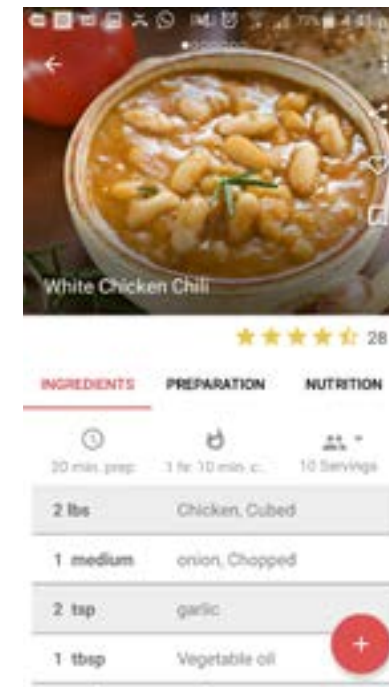 White Chicken Chili
28
INGREDIENTS PREPARATION NUTRITION
20 min. prep 1 hr. 10 min. c... 10 Servings
2 lbs Chicken, Cubed
1 medium onion, Chopped
2 tsp garlic
1 tbsp Vegetable oil